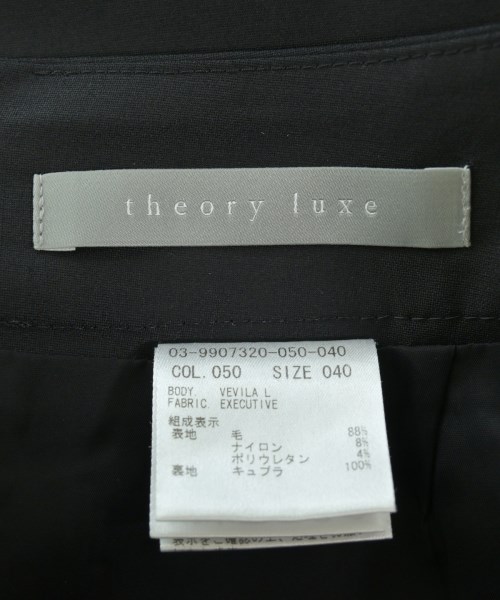 theory luxe
03-9907320-050-040
COL.050 SIZE 040
BODY. VEVILA L
FABRIC. EXECUTIVE
組成表示
表地 毛 88%
ナイロン 8%
ポリウレタン 4%
裏地 キュプラ 100%